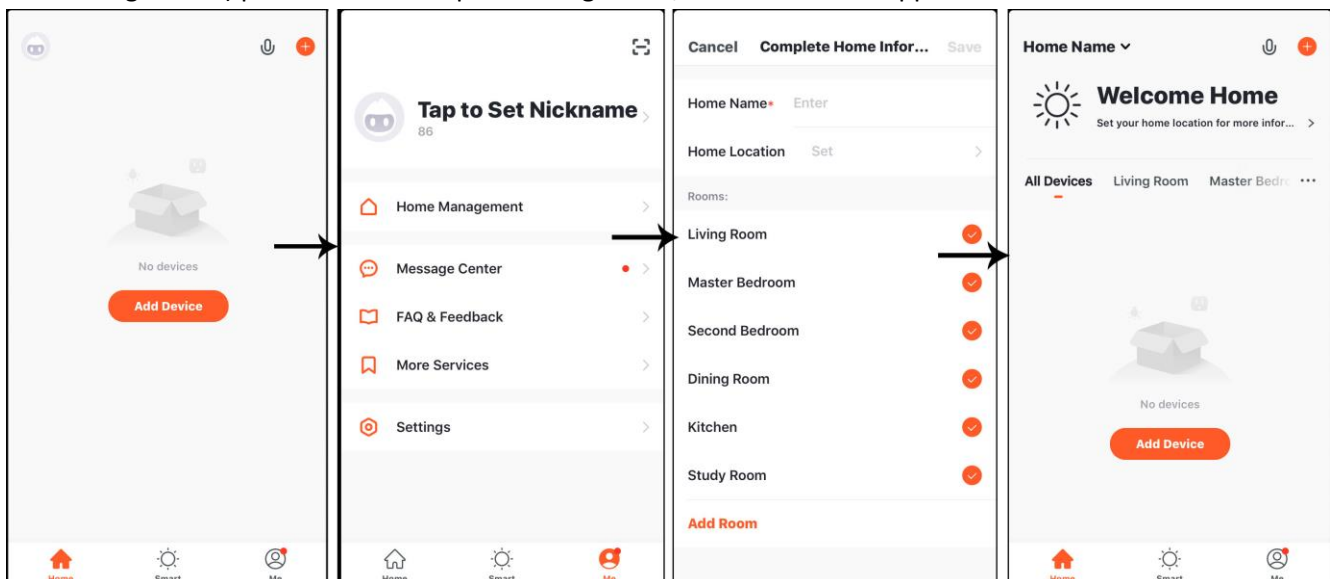 No devices
Add Device
Home
Smart
Me
Tap to Set Nickname
86
Home Management
Message Center
FAQ & Feedback
More Services
Settings
Home
Smart
Me
Cancel Complete Home Infor... Save
Home Name* Enter
Home Location Set
Rooms:
Living Room
Master Bedroom
Second Bedroom
Dining Room
Kitchen
Study Room
Add Room
Home Name
Welcome Home
Set your home location for more infor...
All Devices Living Room Master Bedr
No devices
Add Device
Home
Smart
Me